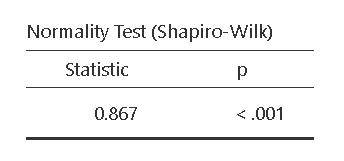 Normality Test (Shapiro-Wilk)
Statistic p
0.867 < .001